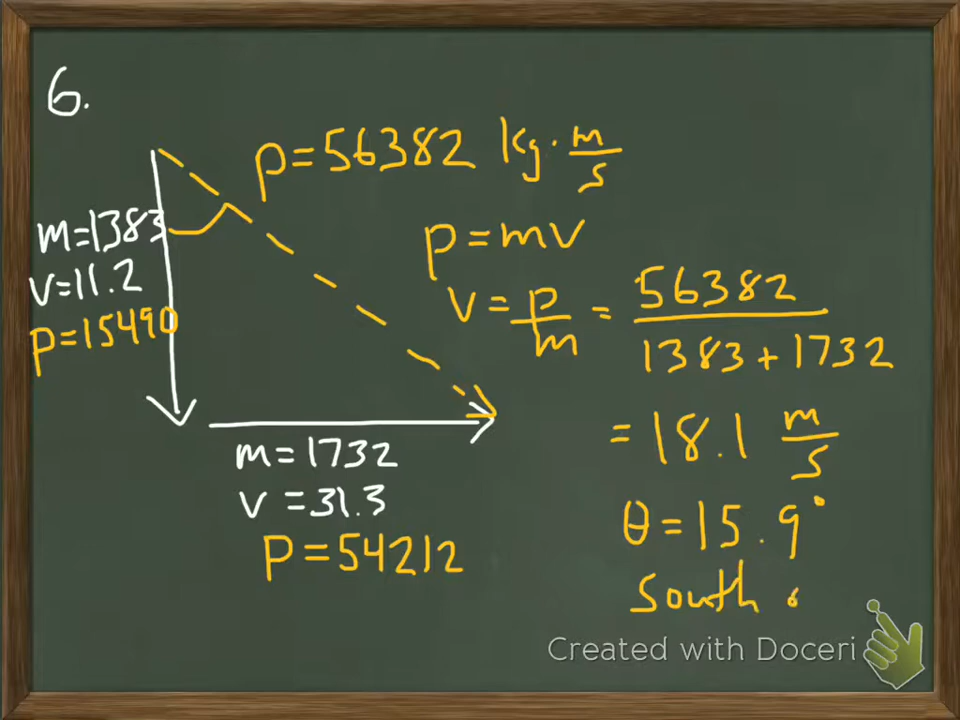 6.
p=56382 kg·m/s
m=1383
v=11.2
p=15490
p=mv
v=p/m = 56382/1383+1732
=18.1 m/s
θ=15.9°
south o
m=1732
v=31.3
p=54212
Created with Doceri